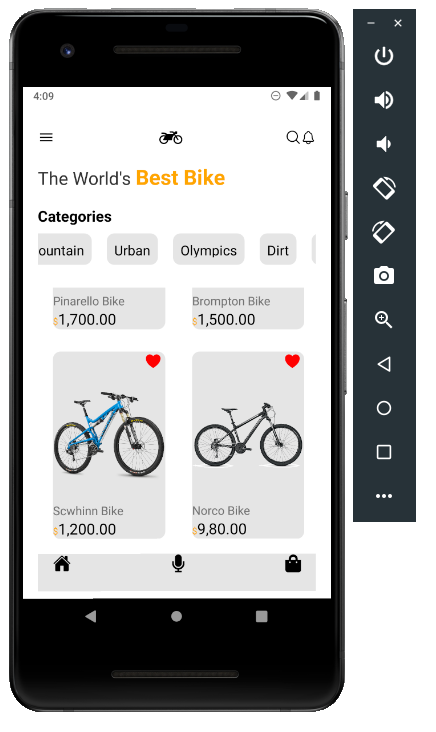 4:09
The World's Best Bike
Categories
ountain Urban Olympics Dirt
Pinarello Bike Brompton Bike
$1,700.00 $1,500.00
Scwhinn Bike Norco Bike
$1,200.00 $9,80.00